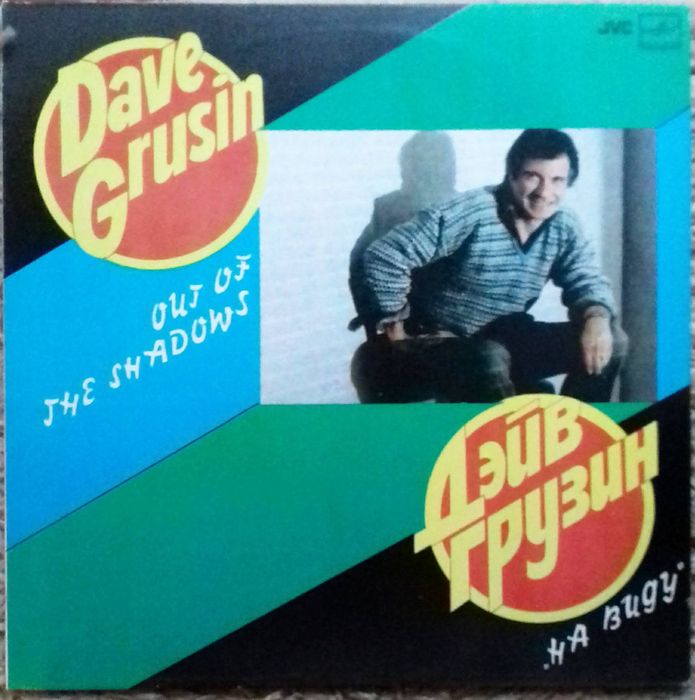 Dave
Grusin
JVC
OUT OF
THE SHADOWS
Дэйв
Грузин
„НА ВИДУ"